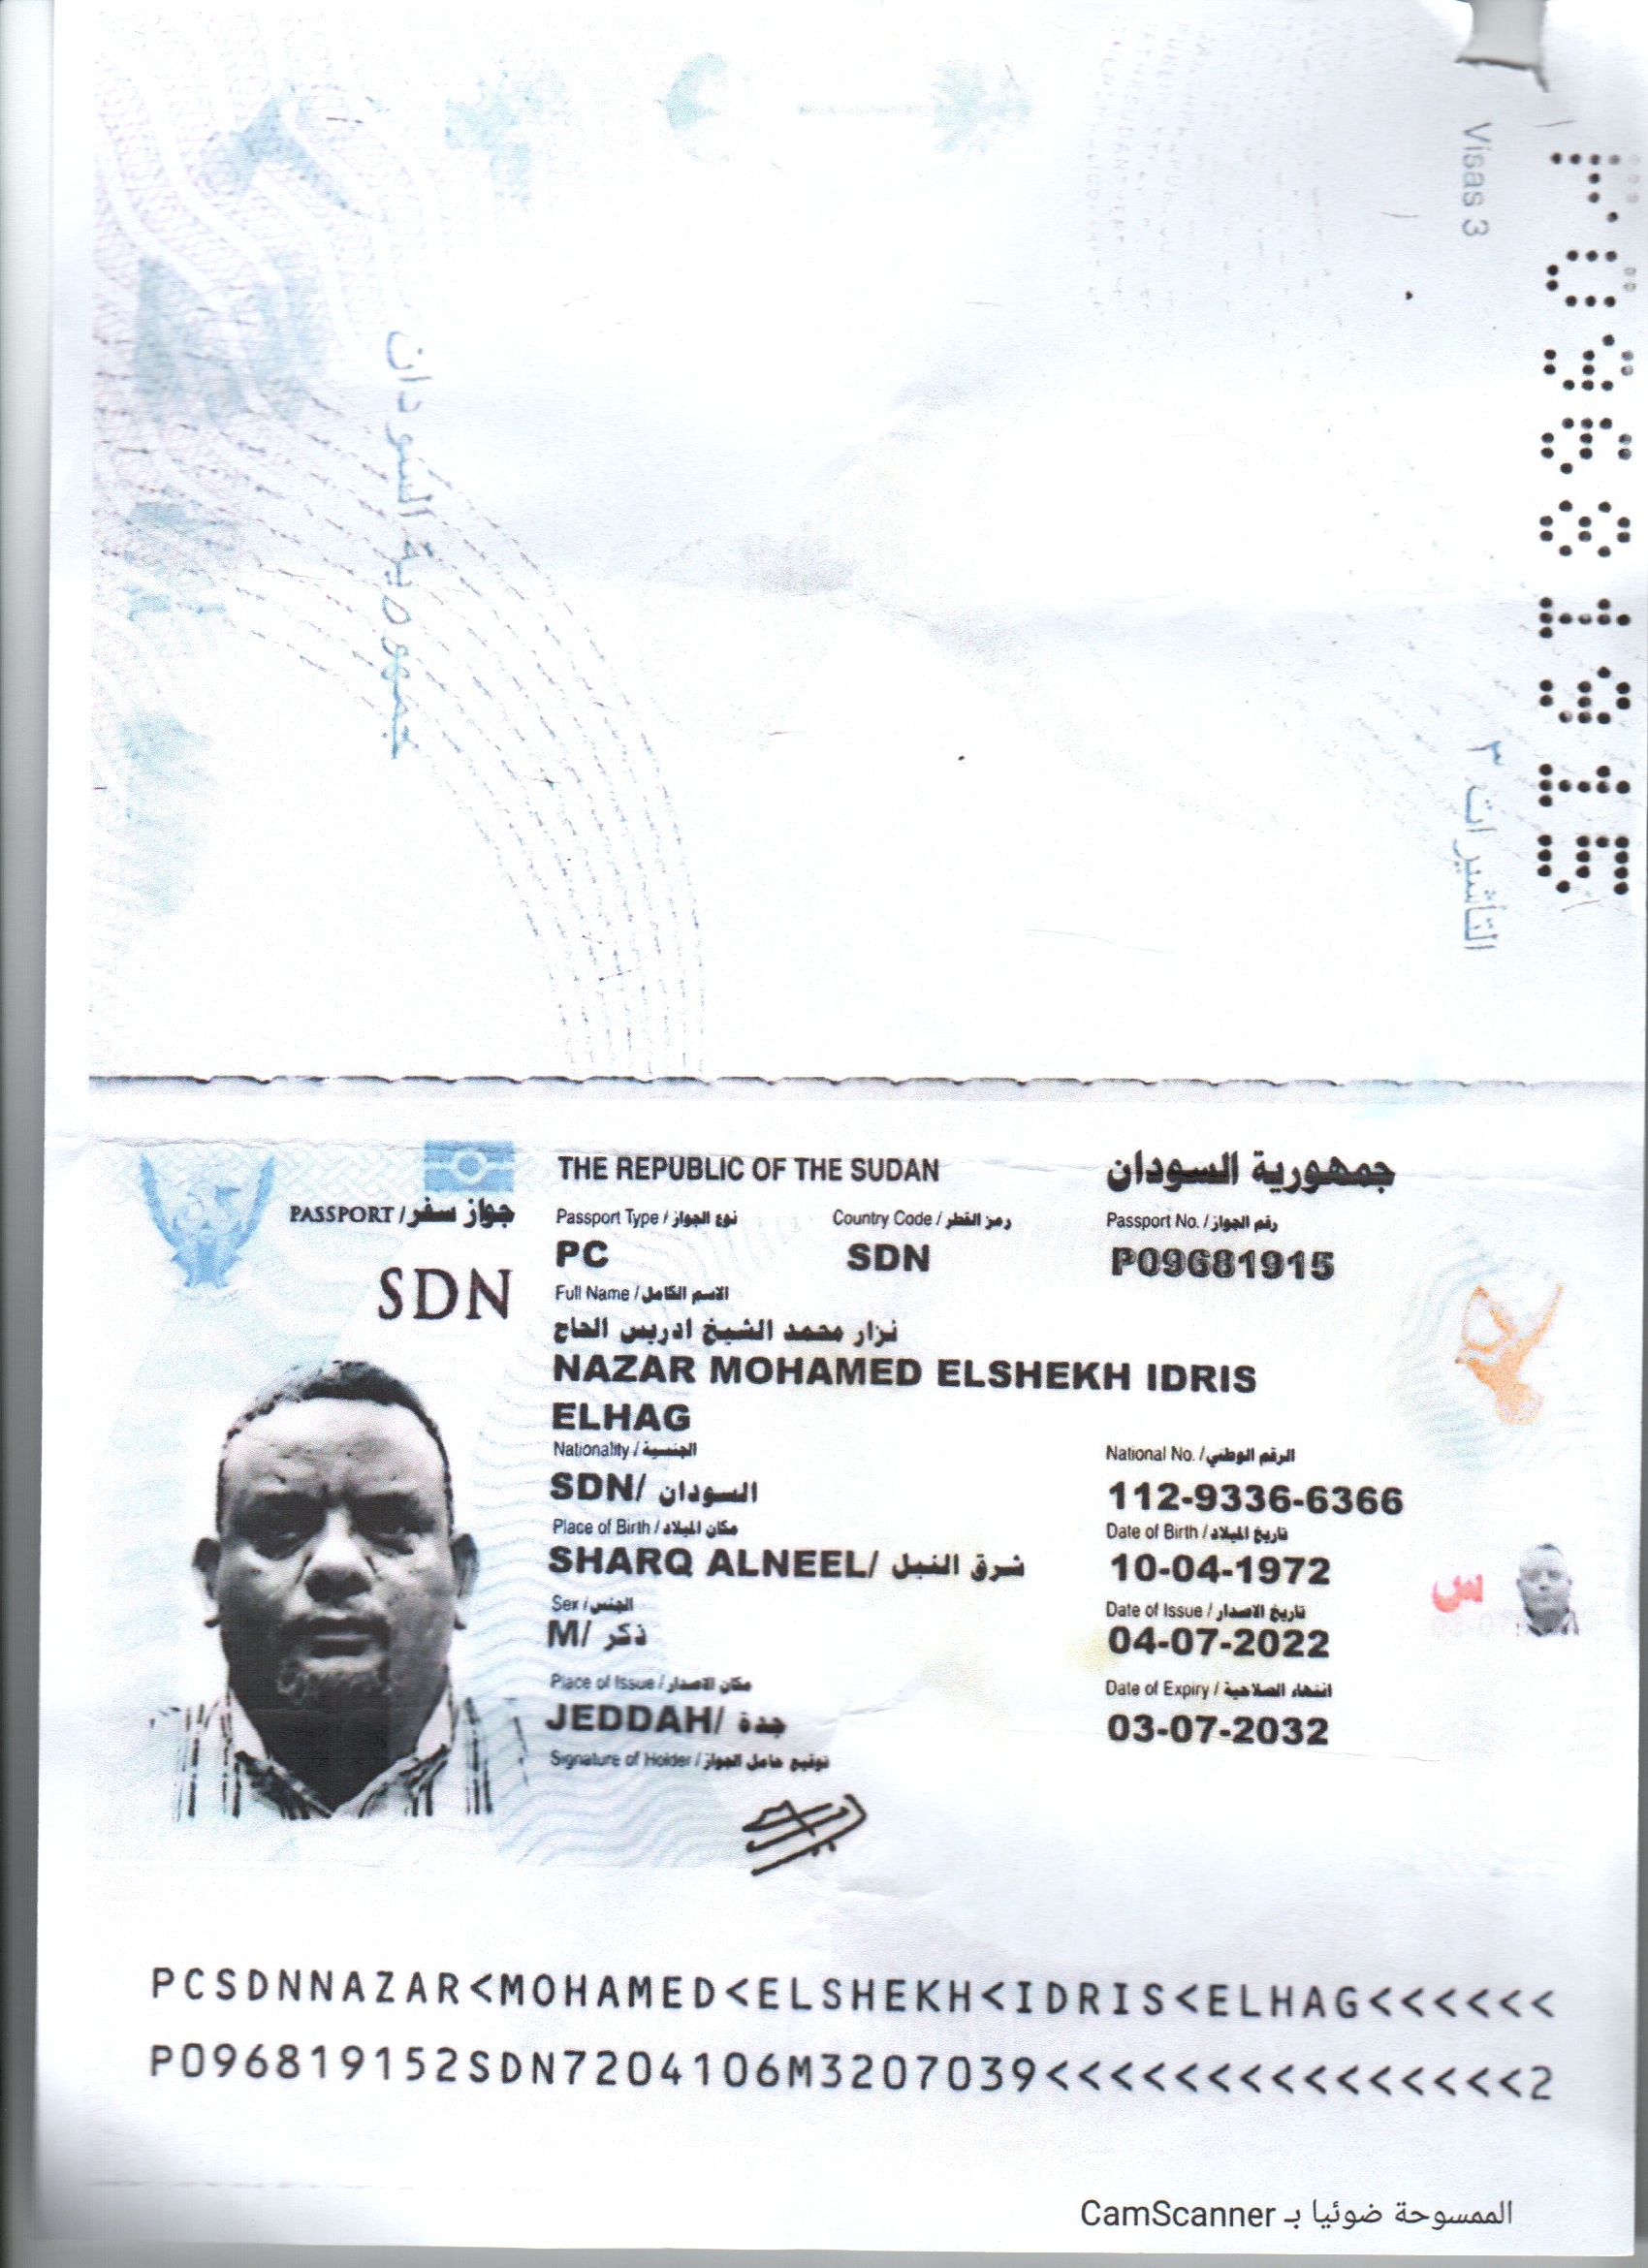 Visas 3
التأشيرات ٣
جمهورية السودان
P09681915
THE REPUBLIC OF THE SUDAN
جمهورية السودان
PASSPORT / جواز سفر
Passport Type / نوع الجواز
Country Code / رمز القطر
Passport No. / رقم الجواز
PC
SDN
P09681915
SDN
Full Name / الاسم الكامل
نزار محمد الشيخ ادريس الحاج
NAZAR MOHAMED ELSHEKH IDRIS
ELHAG
Nationality / الجنسية
National No. / الرقم الوطني
SDN/ السودان
112-9336-6366
Place of Birth / مكان الميلاد
Date of Birth / تاريخ الميلاد
SHARQ ALNEEL/ شرق النيل
10-04-1972
س
Sex / الجنس
Date of Issue / تاريخ الاصدار
M/ ذكر
04-07-2022
Place of Issue / مكان الاصدار
Date of Expiry / انتهاء الصلاحية
JEDDAH/ جدة
03-07-2032
Signature of Holder / توقيع حامل الجواز
PCSDNNAZAR<MOHAMED<ELSHEKH<IDRIS<ELHAG<<<<<<
P096819152SDN7204106M3207039<<<<<<<<<<<<<<<2
الممسوحة ضوئيا بـ CamScanner